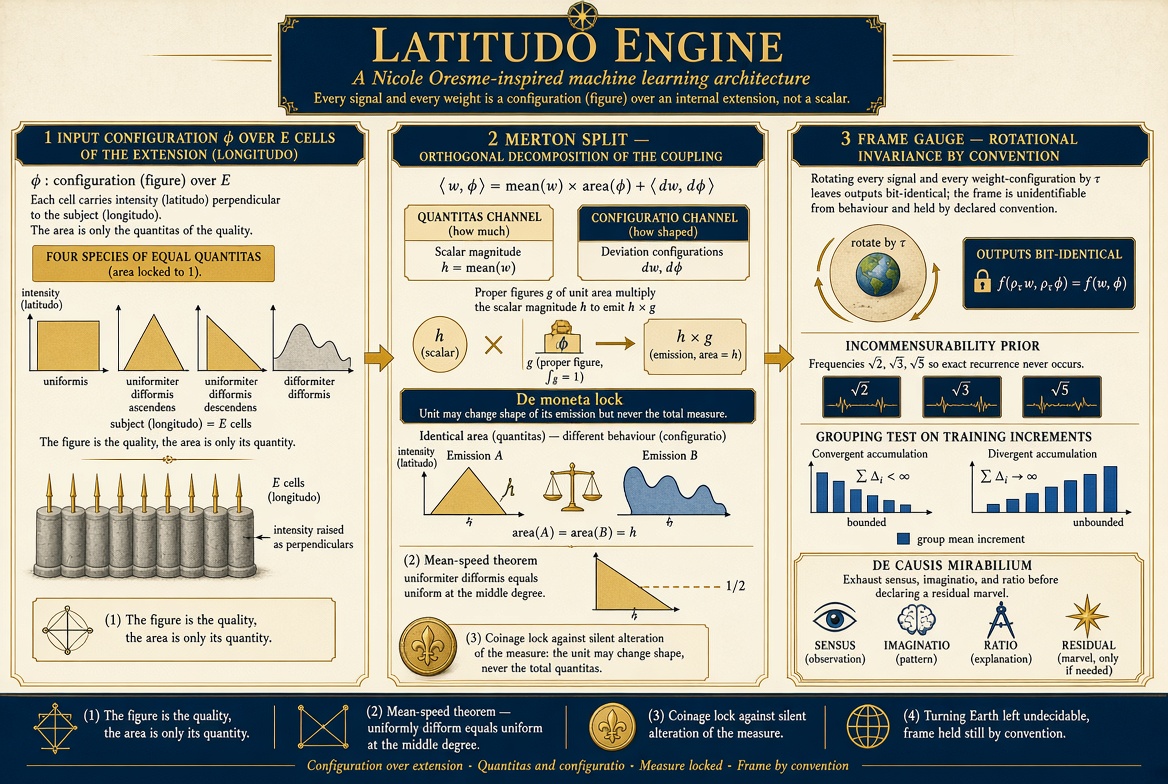 LATITUDO ENGINE
A Nicole Oresme-inspired machine learning architecture
Every signal and every weight is a configuration (figure) over an internal extension, not a scalar.
1 INPUT CONFIGURATION ϕ OVER E CELLS
OF THE EXTENSION (LONGITUDO)
ϕ : configuration (figure) over E
Each cell carries intensity (latitudo) perpendicular
to the subject (longitudo).
The area is only the quantitas of the quality.
FOUR SPECIES OF EQUAL QUANTITAS
(area locked to 1).
intensity
(latitudo)
uniformis
uniformiter
difformis
ascendens
uniformiter
difformis
descendens
difformiter
difformis
subject (longitudo) = E cells
The figure is the quality, the area is only its quantity.
E cells
(longitudo)
intensity raised
as perpendiculars
(1) The figure is the quality,
the area is only its quantity.
2 MERTON SPLIT —
ORTHOGONAL DECOMPOSITION OF THE COUPLING
⟨ w, ϕ ⟩ = mean(w) × area(ϕ) + ⟨ dw, dϕ ⟩
QUANTITAS CHANNEL
(how much)
Scalar magnitude
h = mean(w)
CONFIGURATIO CHANNEL
(how shaped)
Deviation configurations
dw, dϕ
Proper figures g of unit area multiply
the scalar magnitude h to emit h × g
h
(scalar)
×
ϕ
g (proper figure,
∫g = 1)
h × g
(emission, area = h)
De moneta lock
Unit may change shape of its emission but never the total measure.
Identical area (quantitas) — different behaviour (configuratio)
intensity
(latitudo)
Emission A
h
h
Emission B
h
area(A) = area(B) = h
(2) Mean-speed theorem
uniformiter difformis equals
uniform at the middle degree.
1/2
h
(3) Coinage lock against silent alteration
of the measure: the unit may change shape,
never the total quantitas.
3 FRAME GAUGE — ROTATIONAL
INVARIANCE BY CONVENTION
Rotating every signal and every weight-configuration by τ
leaves outputs bit-identical; the frame is unidentifiable
from behaviour and held by declared convention.
rotate by τ
OUTPUTS BIT-IDENTICAL
f(ρτ w, ρτ ϕ) = f(w, ϕ)
INCOMMENSURABILITY PRIOR
Frequencies √2, √3, √5 so exact recurrence never occurs.
√2
√3
√5
GROUPING TEST ON TRAINING INCREMENTS
Convergent accumulation
∑ Δi < ∞
bounded
Divergent accumulation
∑ Δi → ∞
unbounded
group mean increment
DE CAUSIS MIRABILIUM
Exhaust sensus, imaginatio, and ratio before
declaring a residual marvel.
SENSUS
(observation)
IMAGINATIO
(pattern)
RATIO
(explanation)
RESIDUAL
(marvel, only
if needed)
(1) The figure is the quality,
the area is only its quantity.
(2) Mean-speed theorem —
uniformly difform equals uniform
at the middle degree.
(3) Coinage lock against silent
alteration of the measure.
(4) Turning Earth left undecidable,
frame held still by convention.
Configuration over extension - Quantitas and configuratio - Measure locked - Frame by convention